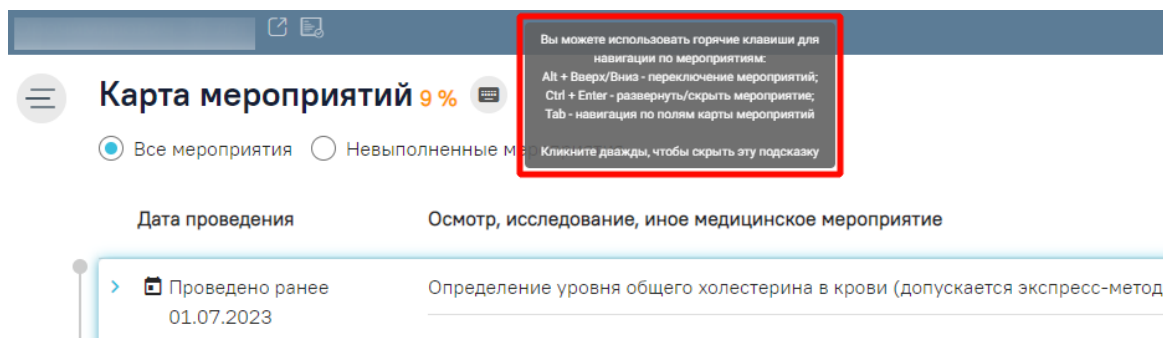 Вы можете использовать горячие клавиши для
навигации по мероприятиям:
Alt + Вверх/Вниз - переключение мероприятий;
Ctrl + Enter - развернуть/скрыть мероприятие;
Tab - навигация по полям карты мероприятий
Кликните дважды, чтобы скрыть эту подсказку
Карта мероприятий 9 %
Все мероприятия Невыполненные
Дата проведения Осмотр, исследование, иное медицинское мероприятие
Проведено ранее Определение уровня общего холестерина в крови (допускается экспресс-метод
01.07.2023